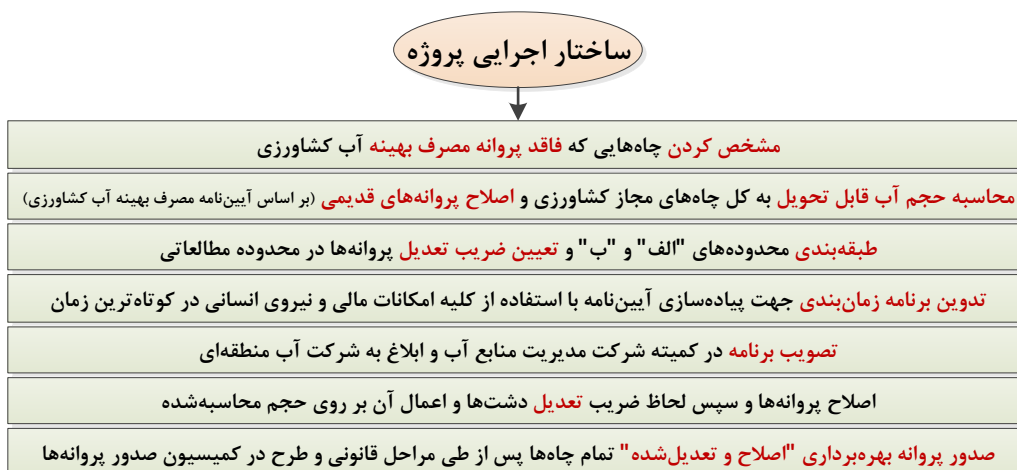 ساختار اجرایی پروژه
مشخص کردن چاه‌هایی که فاقد پروانه مصرف بهینه آب کشاورزی
محاسبه حجم آب قابل تحویل به کل چاه‌های مجاز کشاورزی و اصلاح پروانه‌های قدیمی (بر اساس آیین‌نامه مصرف بهینه آب کشاورزی)
طبقه‌بندی محدوده‌های "الف" و "ب" و تعیین ضریب تعدیل پروانه‌ها در محدوده مطالعاتی
تدوین برنامه زمان‌بندی جهت پیاده‌سازی آیین‌نامه با استفاده از کلیه امکانات مالی و نیروی انسانی در کوتاه‌ترین زمان
تصویب برنامه در کمیته شرکت مدیریت منابع آب و ابلاغ به شرکت آب منطقه‌ای
اصلاح پروانه‌ها و سپس لحاظ ضریب تعدیل دشت‌ها و اعمال آن بر روی حجم محاسبه‌شده
صدور پروانه بهره‌برداری "اصلاح و تعدیل‌شده" تمام چاه‌ها پس از طی مراحل قانونی و طرح در کمیسیون صدور پروانه‌ها